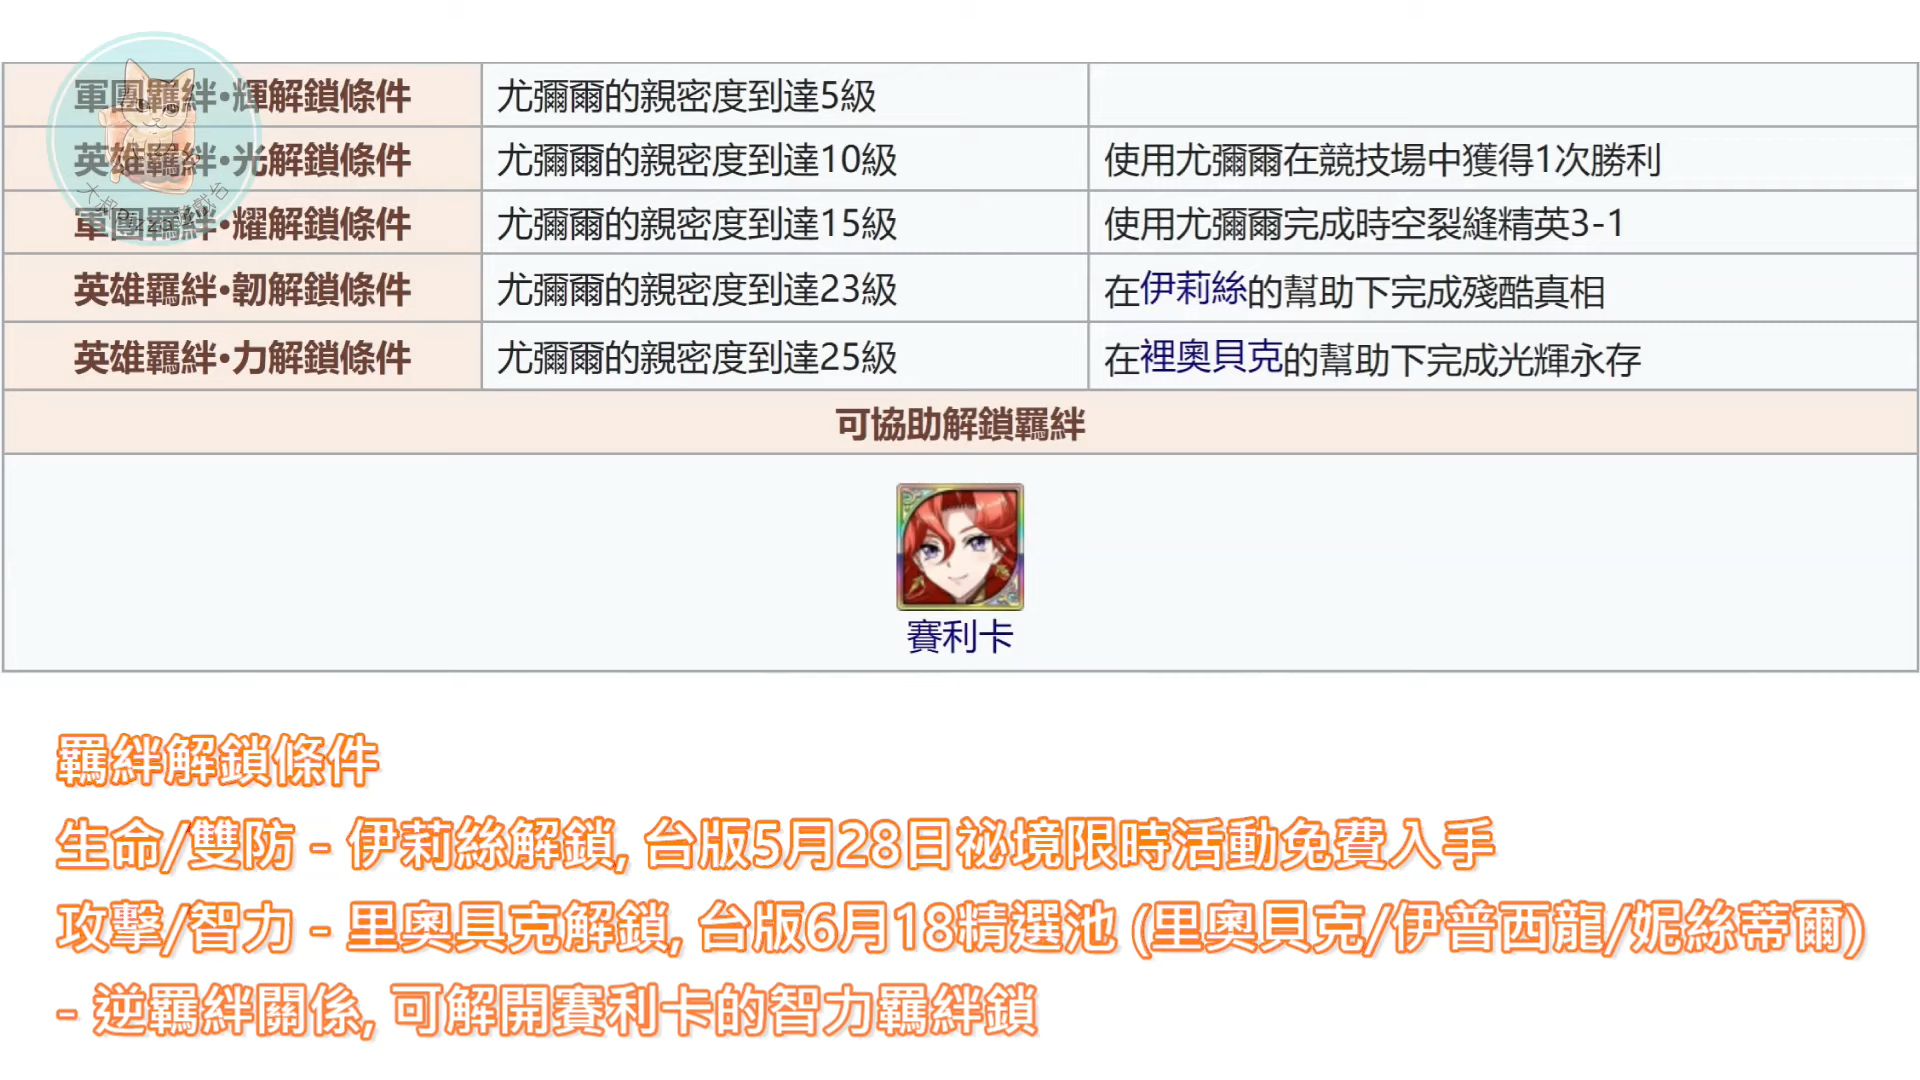 軍團羈絆•輝解鎖條件 尤彌爾的親密度到達5級
英雄羈絆•光解鎖條件 尤彌爾的親密度到達10級 使用尤彌爾在競技場中獲得1次勝利
軍團羈絆•耀解鎖條件 尤彌爾的親密度到達15級 使用尤彌爾完成時空裂縫精英3-1
英雄羈絆•韌解鎖條件 尤彌爾的親密度到達23級 在伊莉絲的幫助下完成殘酷真相
英雄羈絆•力解鎖條件 尤彌爾的親密度到達25級 在裡奧貝克的幫助下完成光輝永存
可協助解鎖羈絆
賽利卡
羈絆解鎖條件
生命/雙防 - 伊莉絲解鎖, 台版5月28日祕境限時活動免費入手
攻擊/智力 - 里奧具克解鎖, 台版6月18精選池 (里奧貝克/伊普西龍/妮絲蒂爾)
- 逆羈絆關係, 可解開賽利卡的智力羈絆鎖
大叔Pizza遊戲台